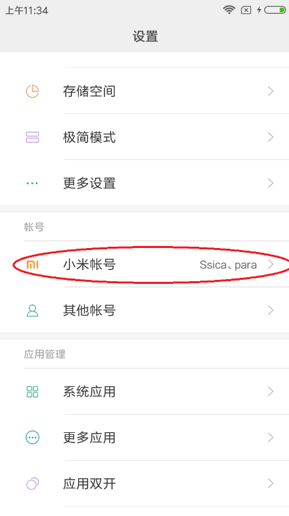 上午11:34
设置
存储空间
极简模式
更多设置
帐号
小米帐号 Ssica、para
其他帐号
应用管理
系统应用
更多应用
应用双开